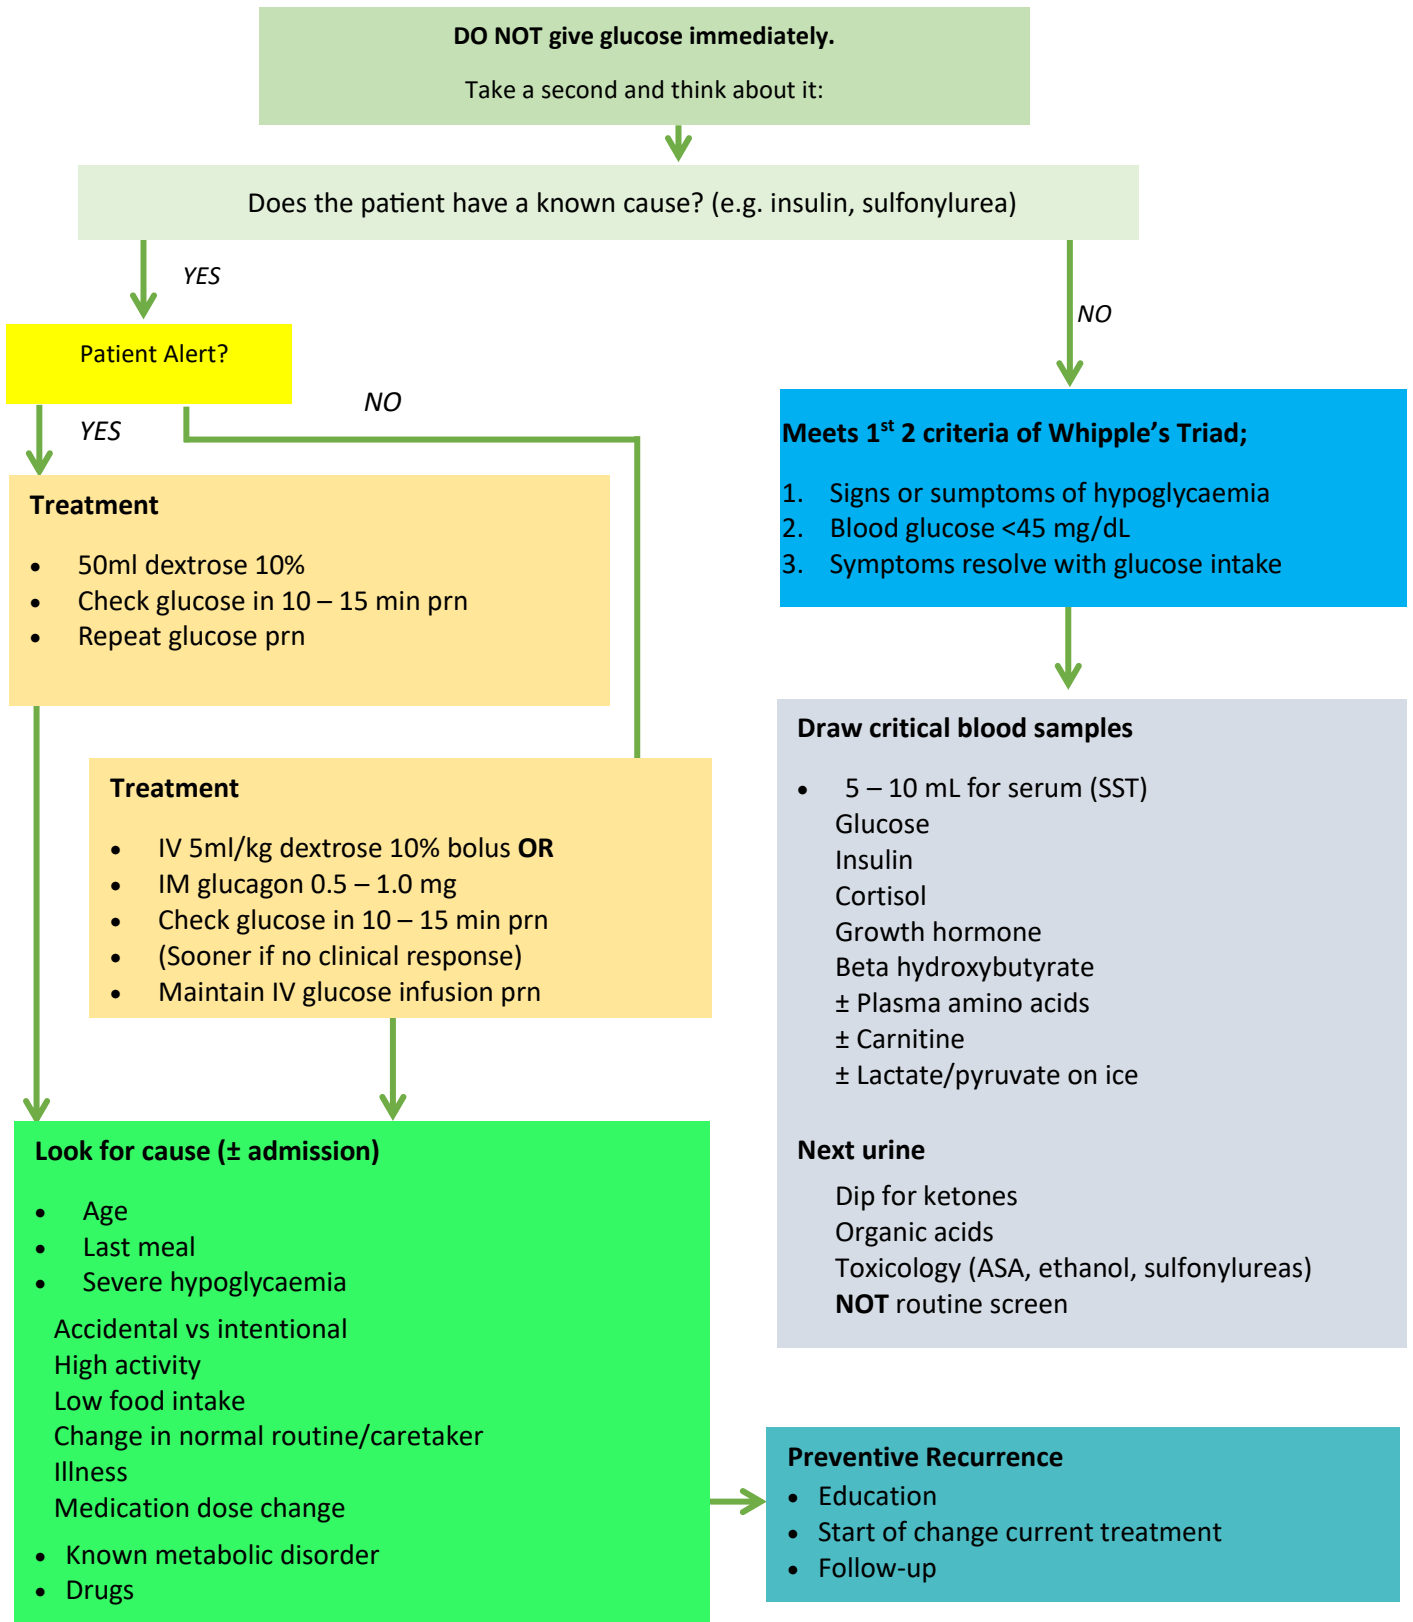 DO NOT give glucose immediately.
Take a second and think about it:
Does the patient have a known cause? (e.g. insulin, sulfonylurea)
YES
NO
Patient Alert?
YES
NO
Treatment
• 50ml dextrose 10%
• Check glucose in 10 – 15 min prn
• Repeat glucose prn
Treatment
• IV 5ml/kg dextrose 10% bolus OR
• IM glucagon 0.5 – 1.0 mg
• Check glucose in 10 – 15 min prn
• (Sooner if no clinical response)
• Maintain IV glucose infusion prn
Look for cause (± admission)
• Age
• Last meal
• Severe hypoglycaemia
Accidental vs intentional
High activity
Low food intake
Change in normal routine/caretaker
Illness
Medication dose change
• Known metabolic disorder
• Drugs
Meets 1st 2 criteria of Whipple's Triad;
1. Signs or sumptoms of hypoglycaemia
2. Blood glucose <45 mg/dL
3. Symptoms resolve with glucose intake
Draw critical blood samples
• 5 – 10 mL for serum (SST)
Glucose
Insulin
Cortisol
Growth hormone
Beta hydroxybutyrate
± Plasma amino acids
± Carnitine
± Lactate/pyruvate on ice
Next urine
Dip for ketones
Organic acids
Toxicology (ASA, ethanol, sulfonylureas)
NOT routine screen
Preventive Recurrence
• Education
• Start of change current treatment
• Follow-up